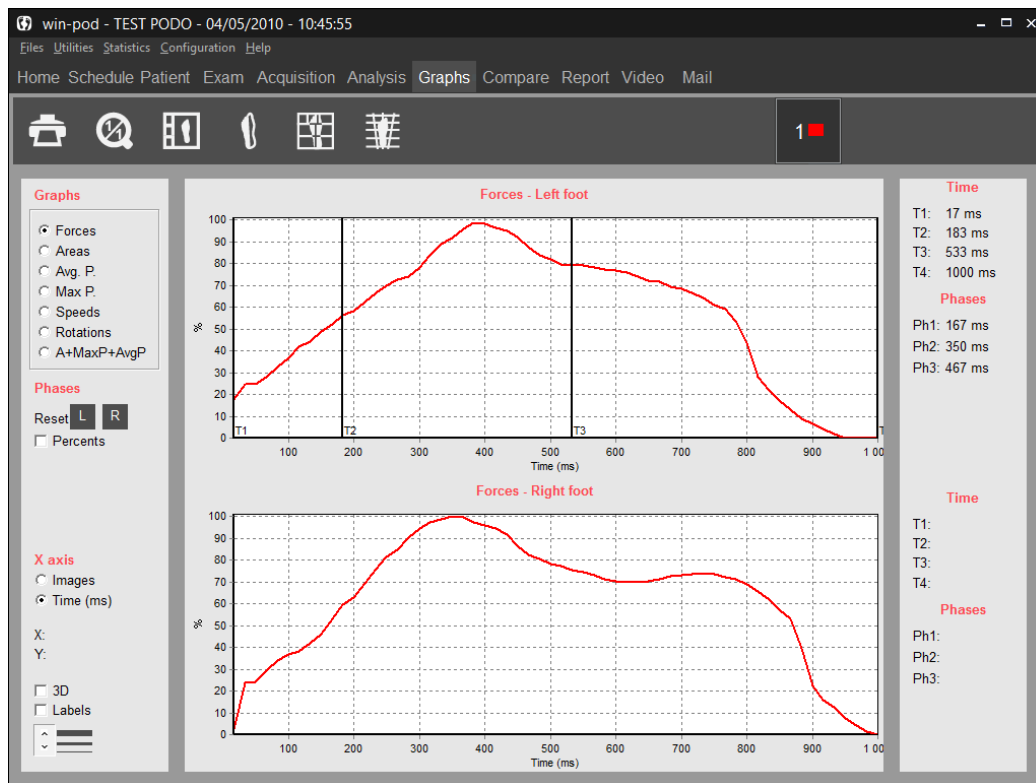 win-pod - TEST PODO - 04/05/2010 - 10:45:55
Files Utilities Statistics Configuration Help
Home Schedule Patient Exam Acquisition Analysis Graphs Compare Report Video Mail
1/1
1
Graphs
Forces
Areas
Avg. P.
Max P.
Speeds
Rotations
A+MaxP+AvgP
Phases
Reset L R
Percents
X axis
Images
Time (ms)
X:
Y:
3D
Labels
Forces - Left foot
100
90
80
70
60
50
40
30
20
10
0
%
T1 T2 T3 T
100 200 300 400 500 600 700 800 900 1 00
Time (ms)
Forces - Right foot
100
90
80
70
60
50
40
30
20
10
0
%
100 200 300 400 500 600 700 800 900 1 00
Time (ms)
Time
T1: 17 ms
T2: 183 ms
T3: 533 ms
T4: 1000 ms
Phases
Ph1: 167 ms
Ph2: 350 ms
Ph3: 467 ms
Time
T1:
T2:
T3:
T4:
Phases
Ph1:
Ph2:
Ph3: